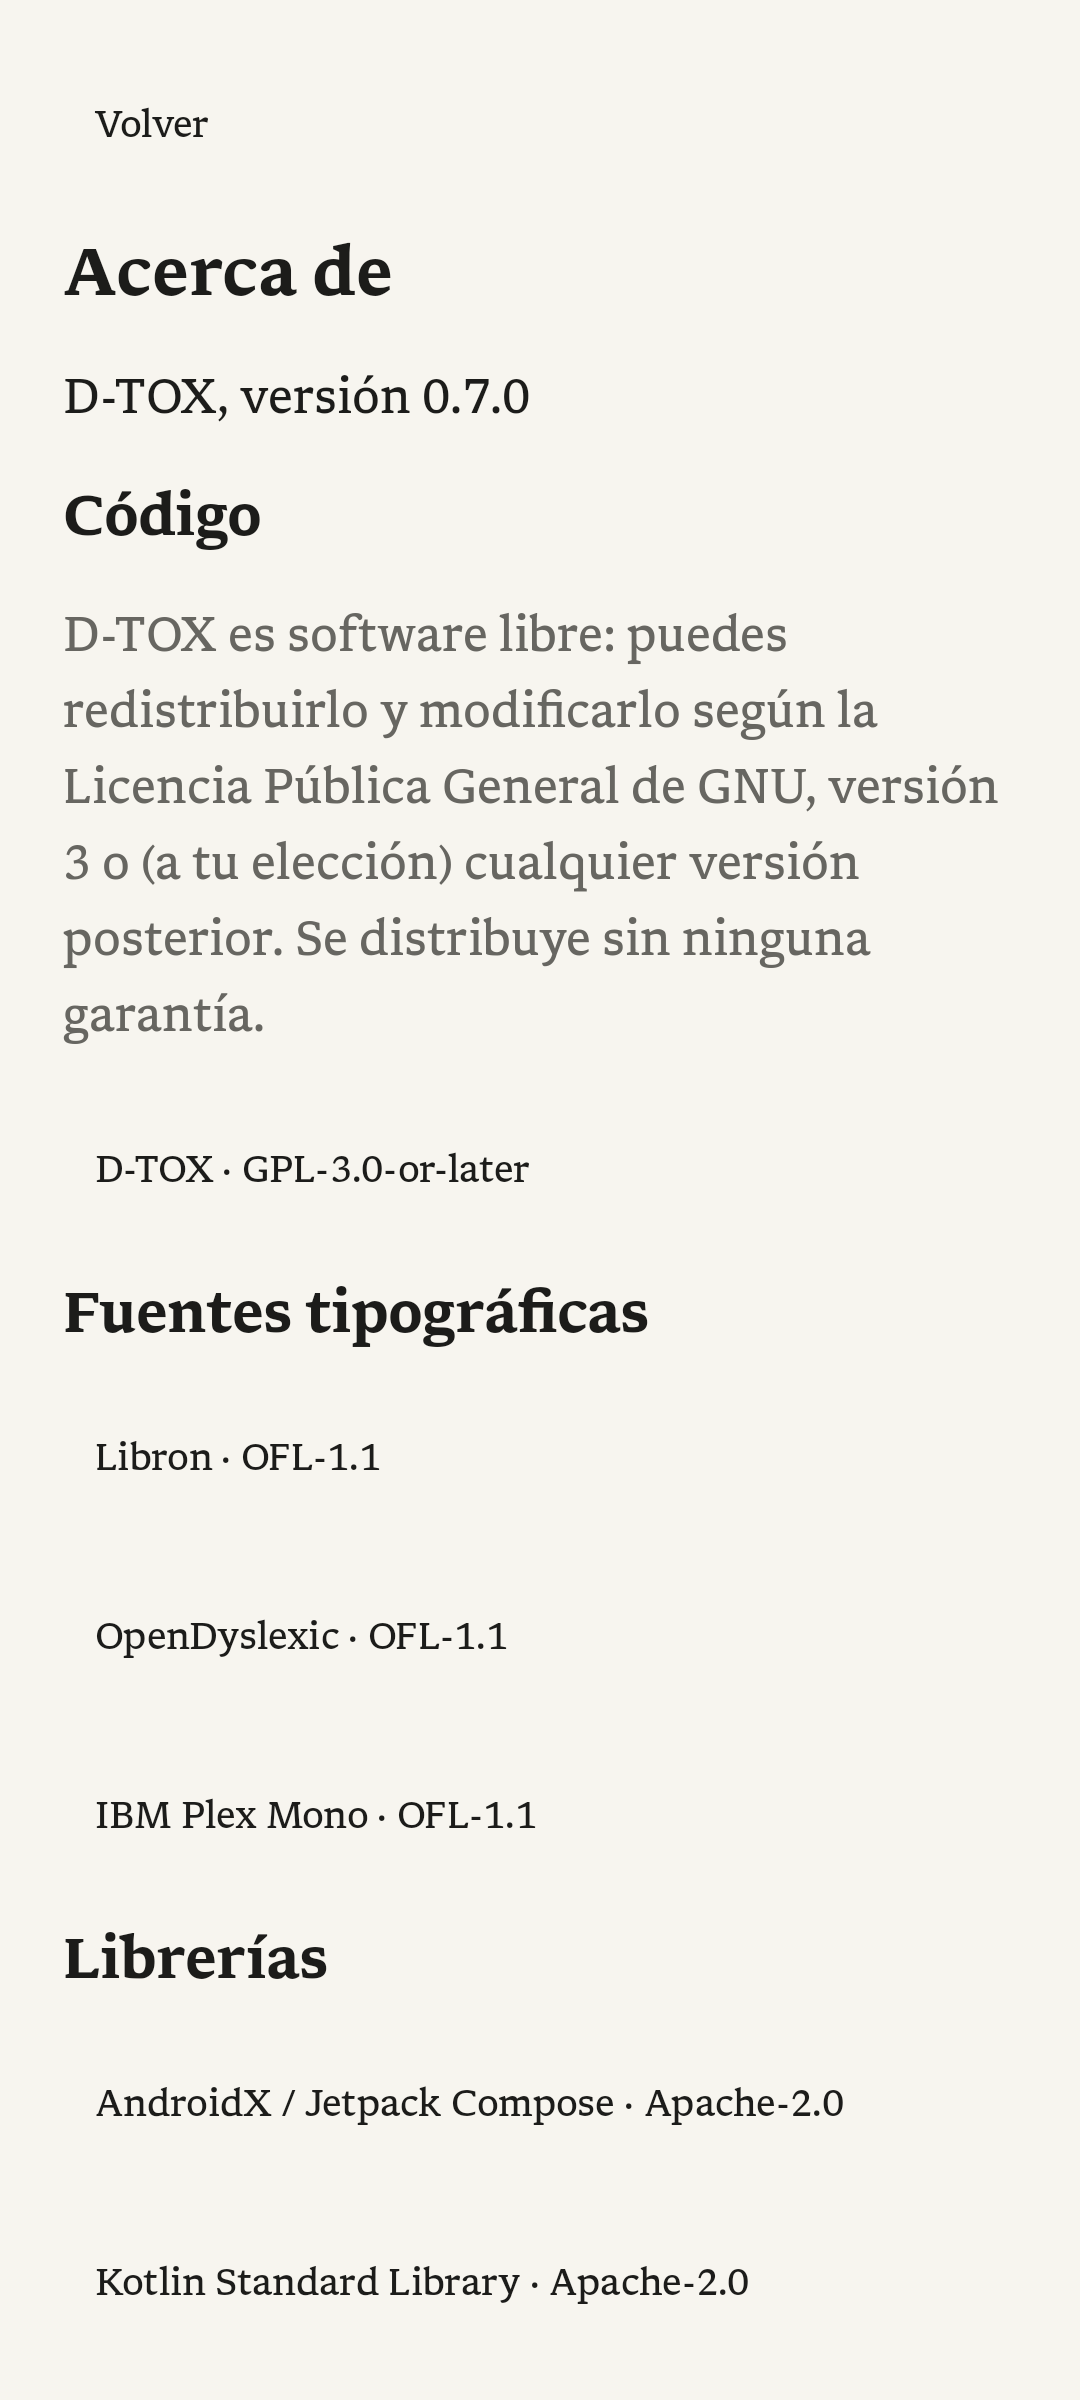 Volver
Acerca de
D-TOX, versión 0.7.0
Código
D-TOX es software libre: puedes
redistribuirlo y modificarlo según la
Licencia Pública General de GNU, versión
3 o (a tu elección) cualquier versión
posterior. Se distribuye sin ninguna
garantía.
D-TOX · GPL-3.0-or-later
Fuentes tipográficas
Libron · OFL-1.1
OpenDyslexic · OFL-1.1
IBM Plex Mono · OFL-1.1
Librerías
AndroidX / Jetpack Compose · Apache-2.0
Kotlin Standard Library · Apache-2.0